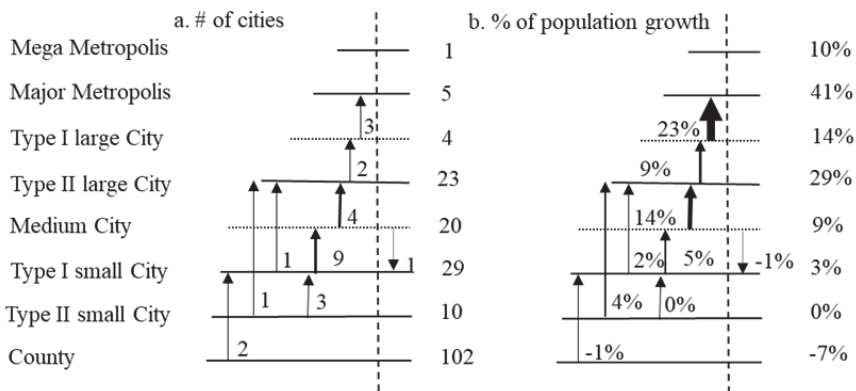 a. # of cities b. % of population growth
Mega Metropolis 1 10%
Major Metropolis 5 41%
3 23%
Type I large City 4 14%
2 9%
Type II large City 23 29%
4 14%
Medium City 20 9%
1 9 1 2% 5% -1%
Type I small City 29 3%
1 3 4% 0%
Type II small City 10 0%
2 -1%
County 102 -7%